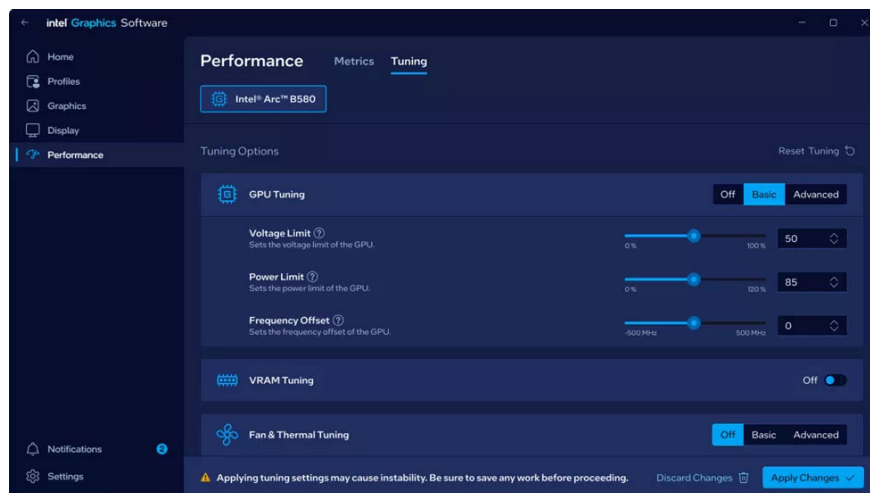 intel Graphics Software
Home
Profiles
Graphics
Display
Performance
Notifications 2
Settings
Performance Metrics Tuning
Intel® Arc™ B580
Tuning Options Reset Tuning
GPU Tuning Off Basic Advanced
Voltage Limit ?
Sets the voltage limit of the GPU.
0% 100% 50
Power Limit ?
Sets the power limit of the GPU.
0% 120% 85
Frequency Offset ?
Sets the frequency offset of the GPU.
-500 MHz 500 MHz 0
VRAM Tuning Off
Fan & Thermal Tuning Off Basic Advanced
Applying tuning settings may cause instability. Be sure to save any work before proceeding. Discard Changes Apply Changes